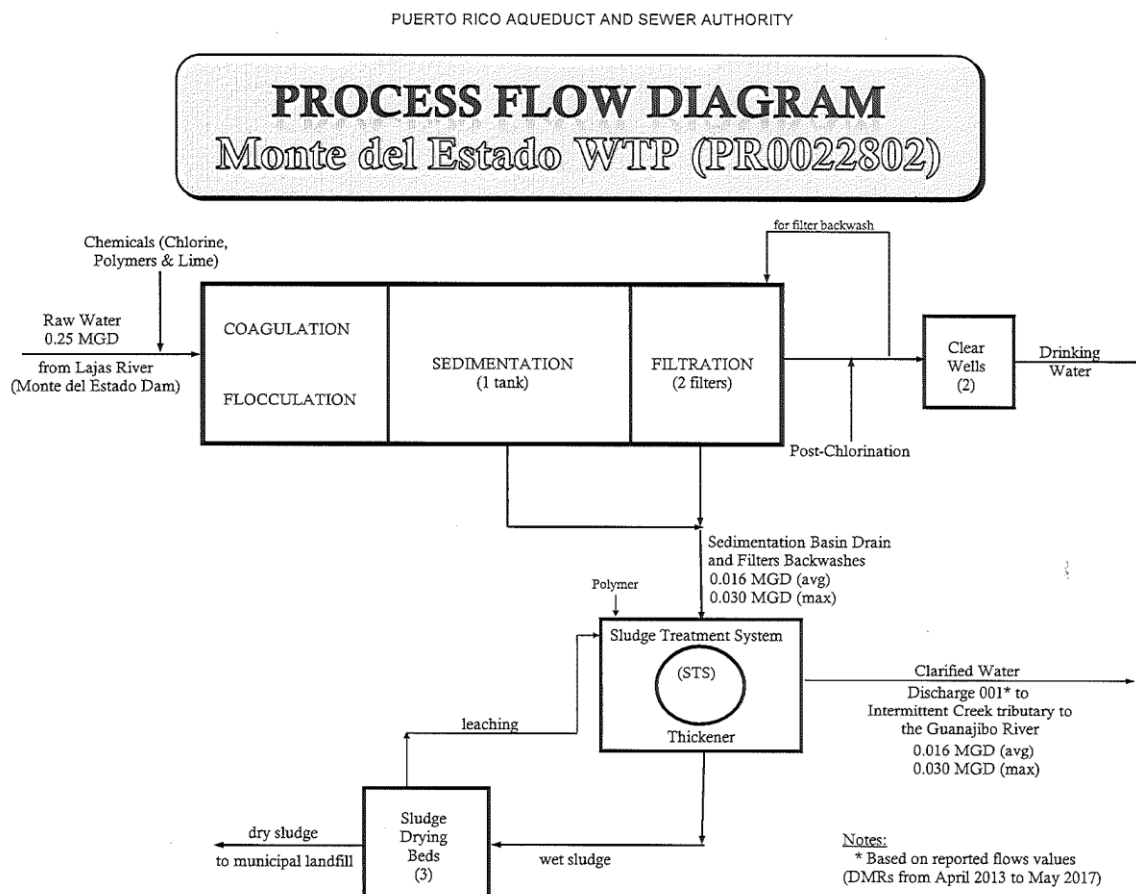 PUERTO RICO AQUEDUCT AND SEWER AUTHORITY
PROCESS FLOW DIAGRAM
Monte del Estado WTP (PR0022802)
for filter backwash
Chemicals (Chlorine,
Polymers & Lime)
Raw Water
0.25 MGD
from Lajas River
(Monte del Estado Dam)
COAGULATION
FLOCCULATION
SEDIMENTATION
(1 tank)
FILTRATION
(2 filters)
Clear
Wells
(2)
Drinking
Water
Post-Chlorination
Sedimentation Basin Drain
and Filters Backwashes
0.016 MGD (avg)
0.030 MGD (max)
Polymer
Sludge Treatment System
(STS)
Thickener
Clarified Water
Discharge 001* to
Intermittent Creek tributary to
the Guanajibo River
0.016 MGD (avg)
0.030 MGD (max)
leaching
Sludge
Drying
Beds
(3)
dry sludge
to municipal landfill
wet sludge
Notes:
* Based on reported flows values
(DMRs from April 2013 to May 2017)